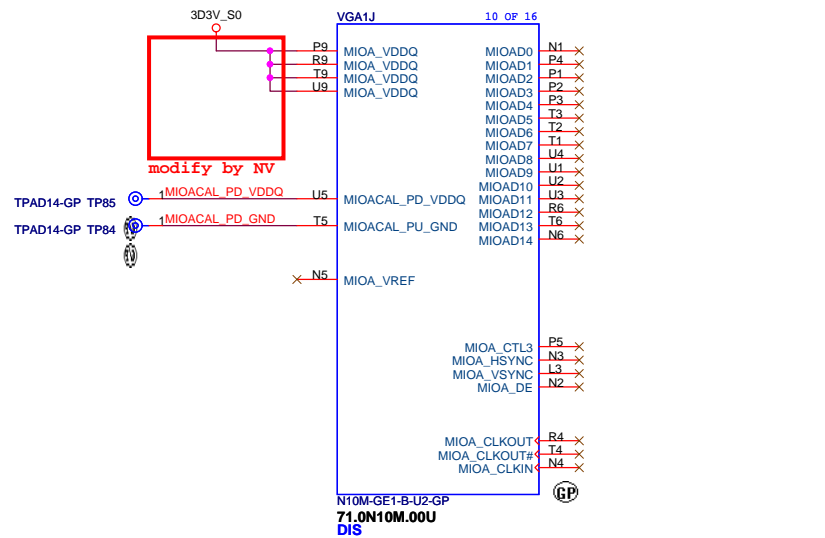 3D3V_S0
VGA1J
10 OF 16
P9 MIOA_VDDQ
R9 MIOA_VDDQ
T9 MIOA_VDDQ
U9 MIOA_VDDQ
modify by NV
TPAD14-GP TP85
1 MIOACAL_PD_VDDQ
U5 MIOACAL_PD_VDDQ
TPAD14-GP TP84
1 MIOACAL_PD_GND
T5 MIOACAL_PU_GND
N5 MIOA_VREF
MIOAD0 N1
MIOAD1 P4
MIOAD2 P1
MIOAD3 P2
MIOAD4 P3
MIOAD5 T3
MIOAD6 T2
MIOAD7 T1
MIOAD8 U4
MIOAD9 U1
MIOAD10 U2
MIOAD11 U3
MIOAD12 R6
MIOAD13 T6
MIOAD14 N6
MIOA_CTL3 P5
MIOA_HSYNC N3
MIOA_VSYNC L3
MIOA_DE N2
MIOA_CLKOUT R4
MIOA_CLKOUT# T4
MIOA_CLKIN N4
GP
N10M-GE1-B-U2-GP
71.0N10M.00U
DIS